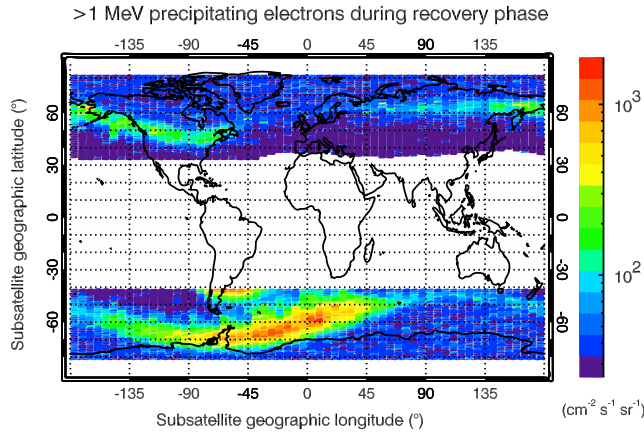 >1 MeV precipitating electrons during recovery phase
-135 -90 -45 0 45 90 135
Subsatellite geographic latitude (°)
60
30
0
-30
-60
60
30
0
-30
-60
10³
10²
-135 -90 -45 0 45 90 135
Subsatellite geographic longitude (°)
(cm⁻² s⁻¹ sr⁻¹)